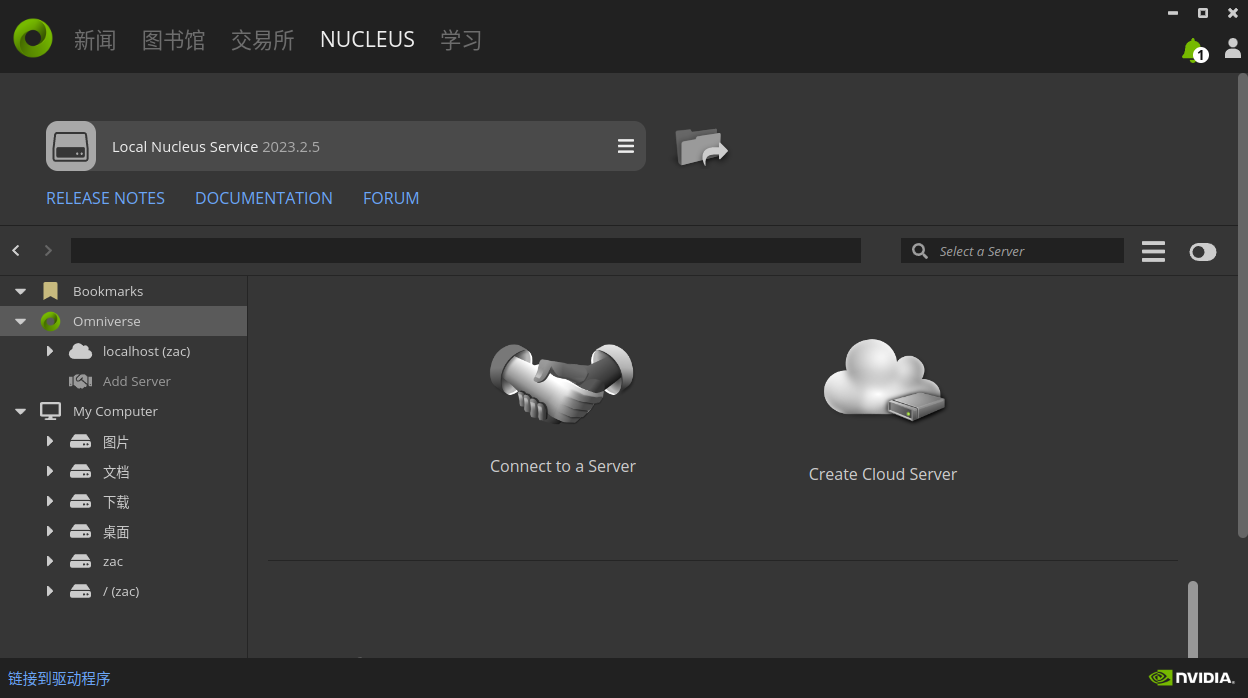 新闻 图书馆 交易所 NUCLEUS 学习
1
Local Nucleus Service 2023.2.5
RELEASE NOTES DOCUMENTATION FORUM
Select a Server
Bookmarks
Omniverse
localhost (zac)
Add Server
My Computer
图片
文档
下载
桌面
zac
/ (zac)
Connect to a Server
Create Cloud Server
链接到驱动程序
NVIDIA.